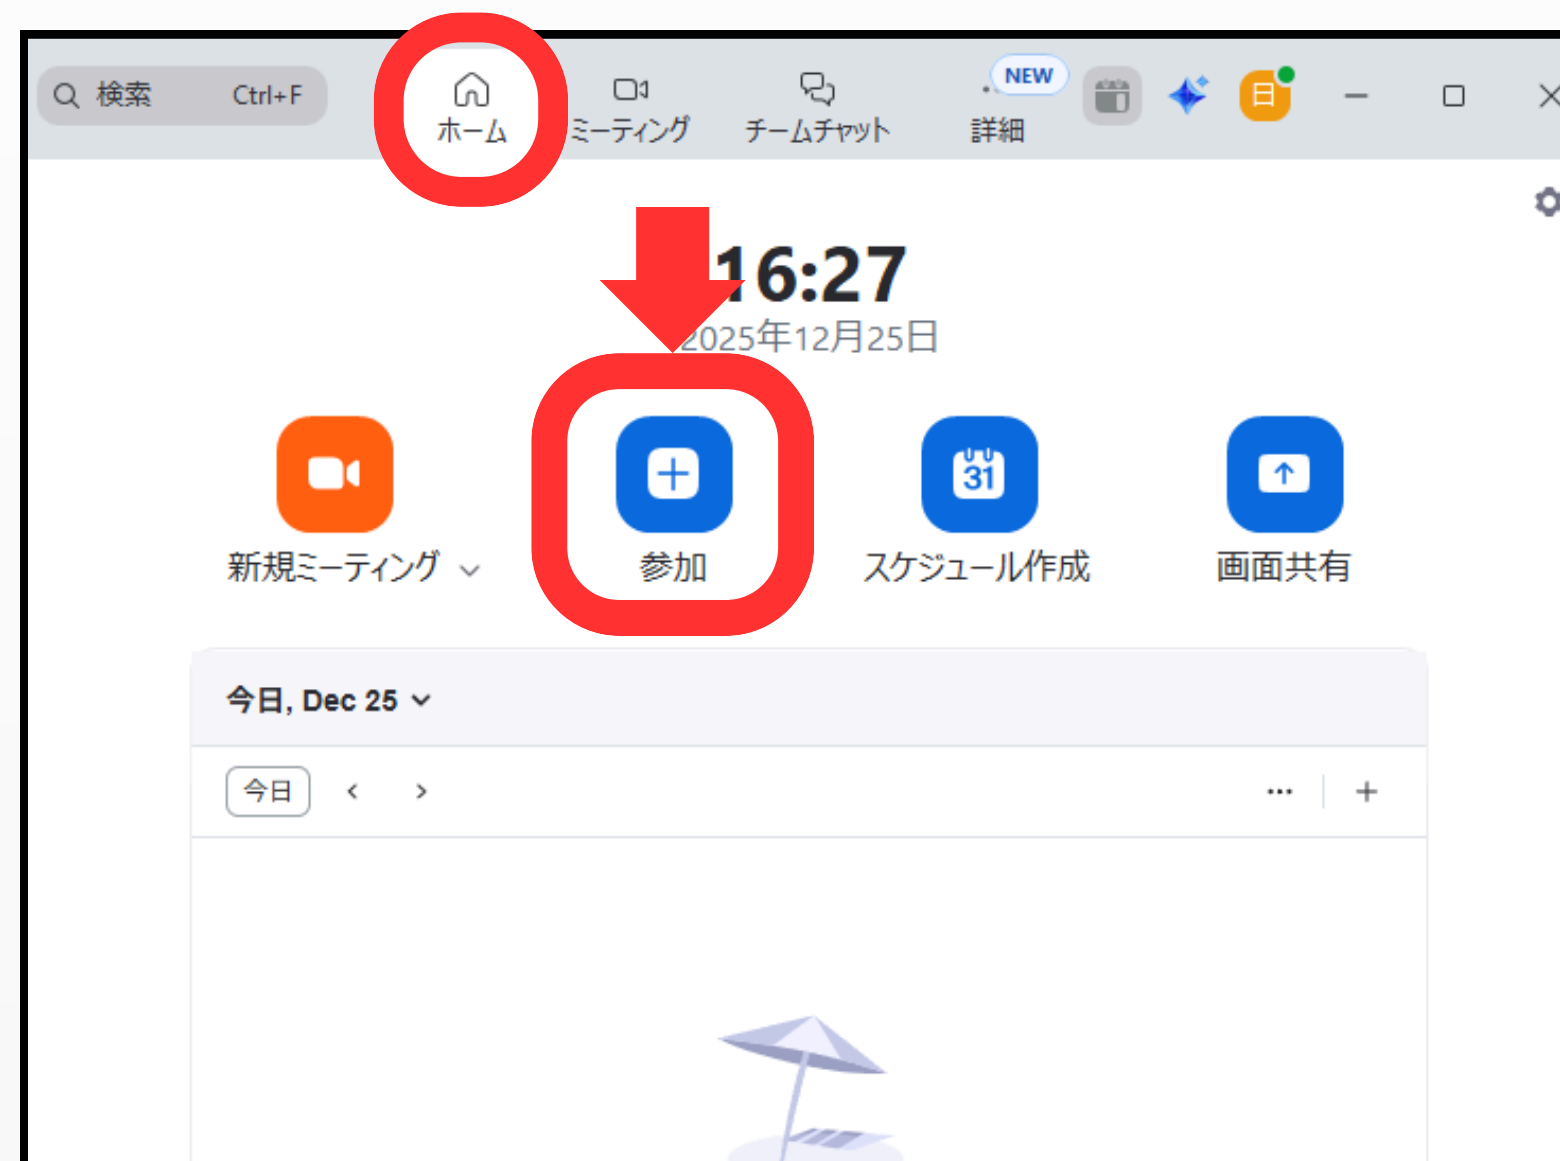 検索 Ctrl+F
ホーム
ミーティング
チームチャット
NEW
詳細
日
16:27
2025年12月25日
31
新規ミーティング
参加
スケジュール作成
画面共有
今日, Dec 25
今日